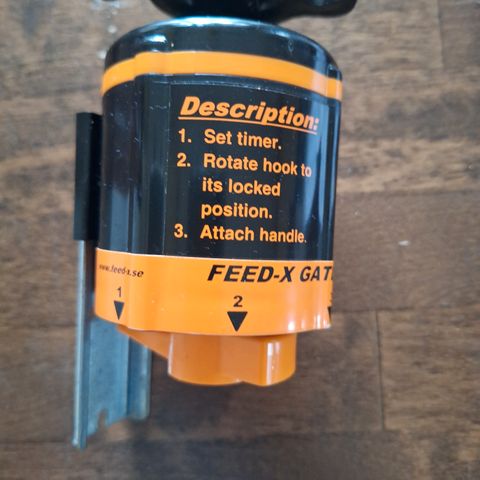 Description:
1. Set timer.
2. Rotate hook to
its locked
position.
3. Attach handle.
www.feed-x.se
FEED-X GAT
1
2